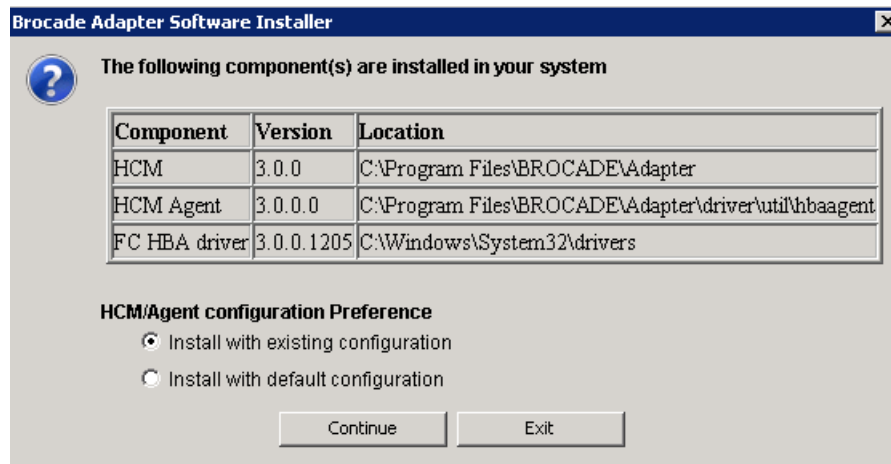 Brocade Adapter Software Installer
The following component(s) are installed in your system
Component Version Location
HCM 3.0.0 C:\Program Files\BROCADE\Adapter
HCM Agent 3.0.0.0 C:\Program Files\BROCADE\Adapter\driver\util\hbaagent
FC HBA driver 3.0.0.1205 C:\Windows\System32\drivers
HCM/Agent configuration Preference
Install with existing configuration
Install with default configuration
Continue Exit